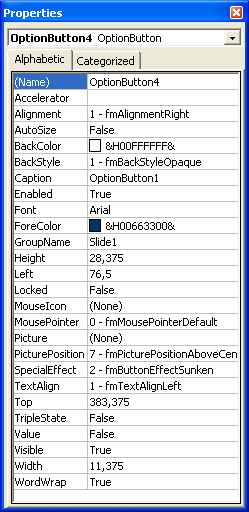 Properties
OptionButton4 OptionButton
Alphabetic Categorized
(Name) OptionButton4
Accelerator
Alignment 1 - fmAlignmentRight
AutoSize False
BackColor &H00FFFFFF&
BackStyle 1 - fmBackStyleOpaque
Caption OptionButton1
Enabled True
Font Arial
ForeColor &H00663300&
GroupName Slide1
Height 28,375
Left 76,5
Locked False
MouseIcon (None)
MousePointer 0 - fmMousePointerDefault
Picture (None)
PicturePosition 7 - fmPicturePositionAboveCen
SpecialEffect 2 - fmButtonEffectSunken
TextAlign 1 - fmTextAlignLeft
Top 383,375
TripleState False
Value False
Visible True
Width 11,375
WordWrap True